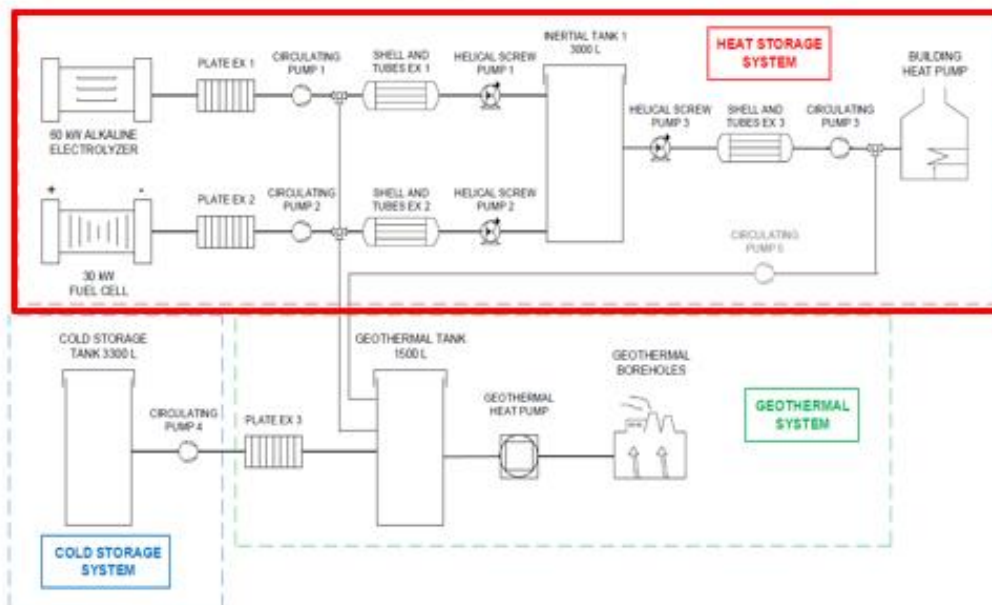 HEAT STORAGE
SYSTEM
INERTIAL TANK 1
3000 L
BUILDING
HEAT PUMP
PLATE EX 1
CIRCULATING
PUMP 1
SHELL AND
TUBES EX 1
HELICAL SCREW
PUMP 1
60 kW ALKALINE
ELECTROLYZER
HELICAL SCREW
PUMP 3
SHELL AND
TUBES EX 3
CIRCULATING
PUMP 3
+ -
PLATE EX 2
CIRCULATING
PUMP 2
SHELL AND
TUBES EX 2
HELICAL SCREW
PUMP 2
30 kW
FUEL CELL
CIRCULATING
PUMP
COLD STORAGE
TANK 3300 L
GEOTHERMAL TANK
1500 L
GEOTHERMAL
BOREHOLES
CIRCULATING
PUMP 4
PLATE EX 3
GEOTHERMAL
HEAT PUMP
GEOTHERMAL
SYSTEM
COLD STORAGE
SYSTEM